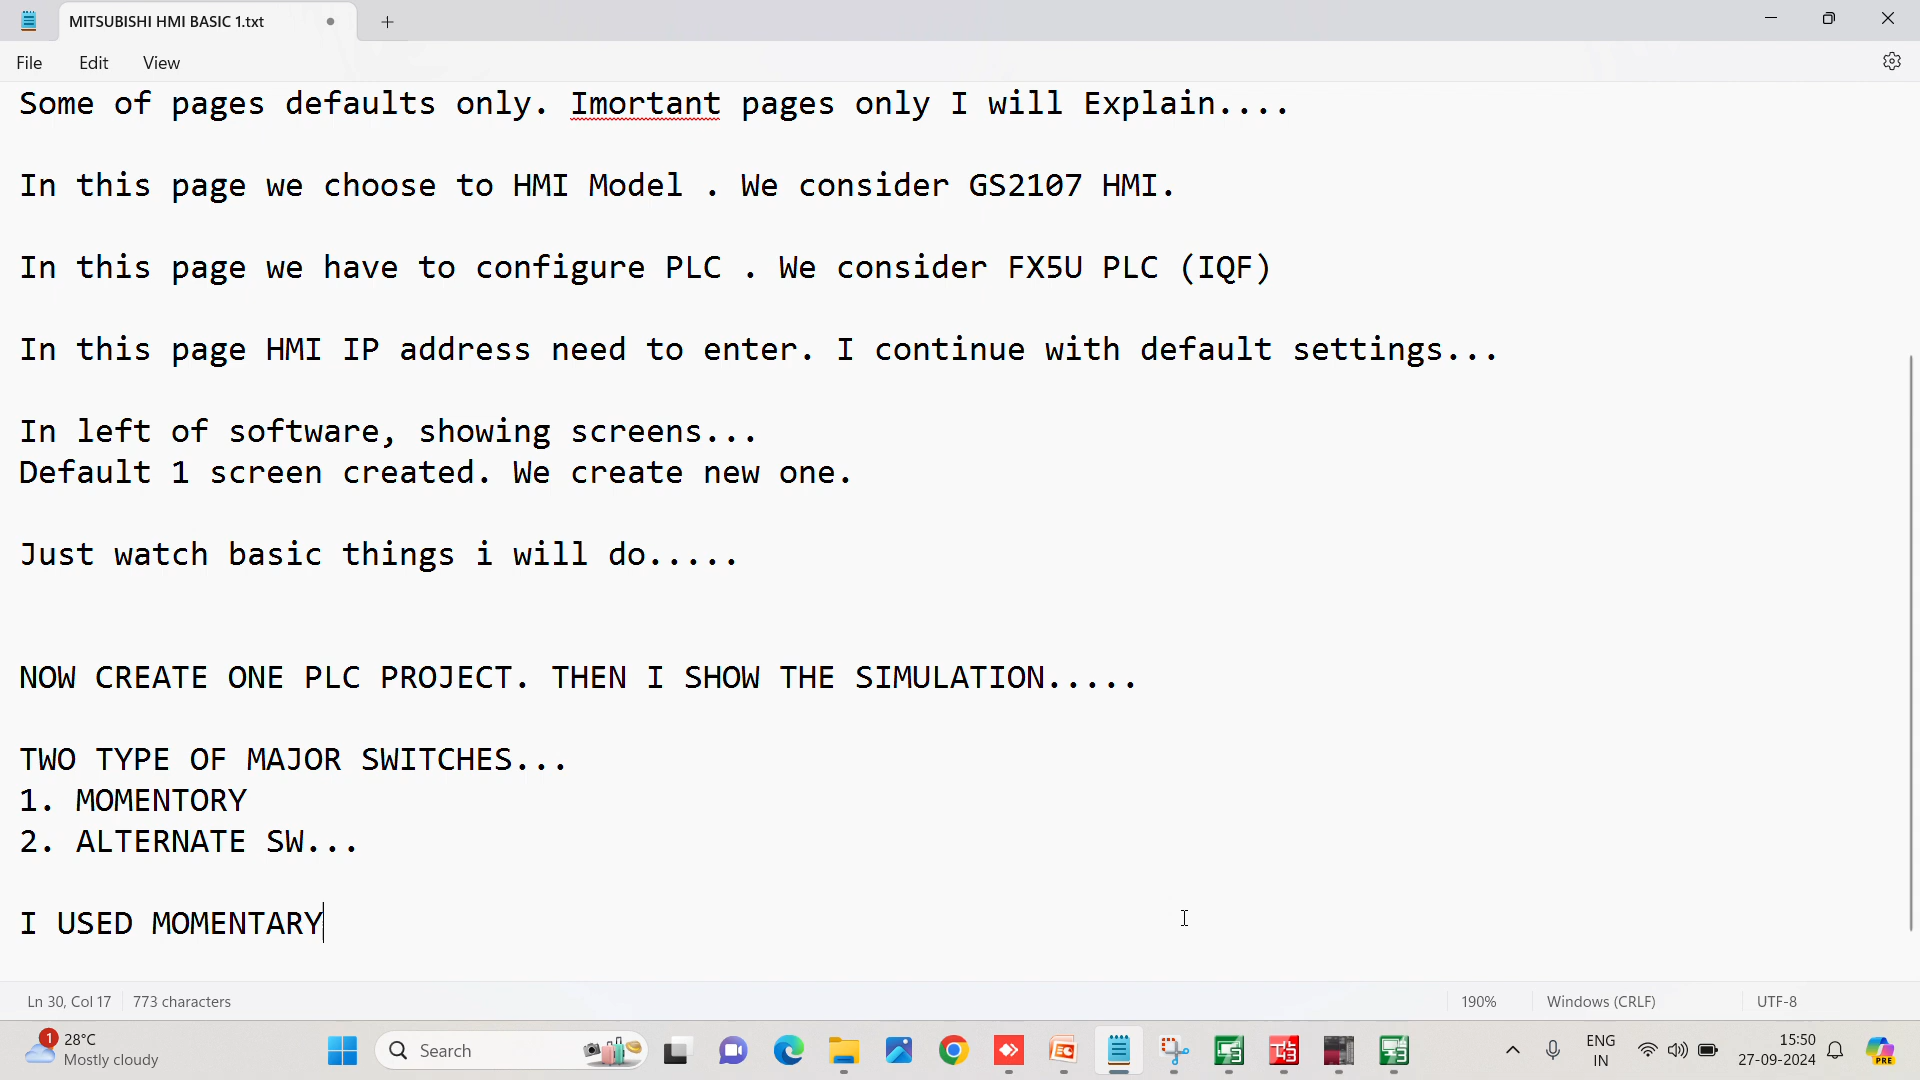 MITSUBISHI HMI BASIC 1.txt
File Edit View
Some of pages defaults only. Imortant pages only I will Explain....
In this page we choose to HMI Model . We consider GS2107 HMI.
In this page we have to configure PLC . We consider FX5U PLC (IQF)
In this page HMI IP address need to enter. I continue with default settings...
In left of software, showing screens...
Default 1 screen created. We create new one.
Just watch basic things i will do.....
NOW CREATE ONE PLC PROJECT. THEN I SHOW THE SIMULATION.....
TWO TYPE OF MAJOR SWITCHES...
1. MOMENTORY
2. ALTERNATE SW...
I USED MOMENTARY
Ln 30, Col 17 773 characters 190% Windows (CRLF) UTF-8
1 28°C
Mostly cloudy
Search
ENG
IN
15:50
27-09-2024
PRE